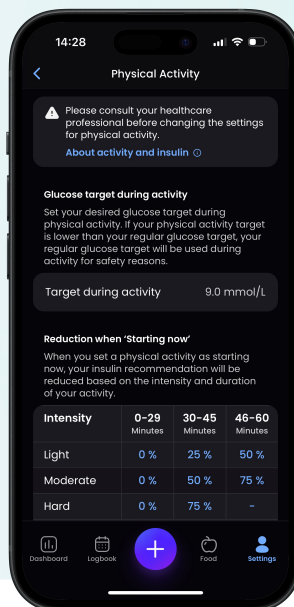 14:28
Physical Activity
Please consult your healthcare
professional before changing the settings
for physical activity.
About activity and insulin
Glucose target during activity
Set your desired glucose target during
physical activity. If your physical activity target
is lower than your regular glucose target, your
regular glucose target will be used during
activity for safety reasons.
Target during activity 9.0 mmol/L
Reduction when ‘Starting now’
When you set a physical activity as starting
now, your insulin recommendation will be
reduced based on the intensity and duration
of your activity.
Intensity 0-29 30-45 46-60
Minutes Minutes Minutes
Light 0 % 25 % 50 %
Moderate 0 % 50 % 75 %
Hard 0 % 75 % -
Dashboard Logbook Food Settings